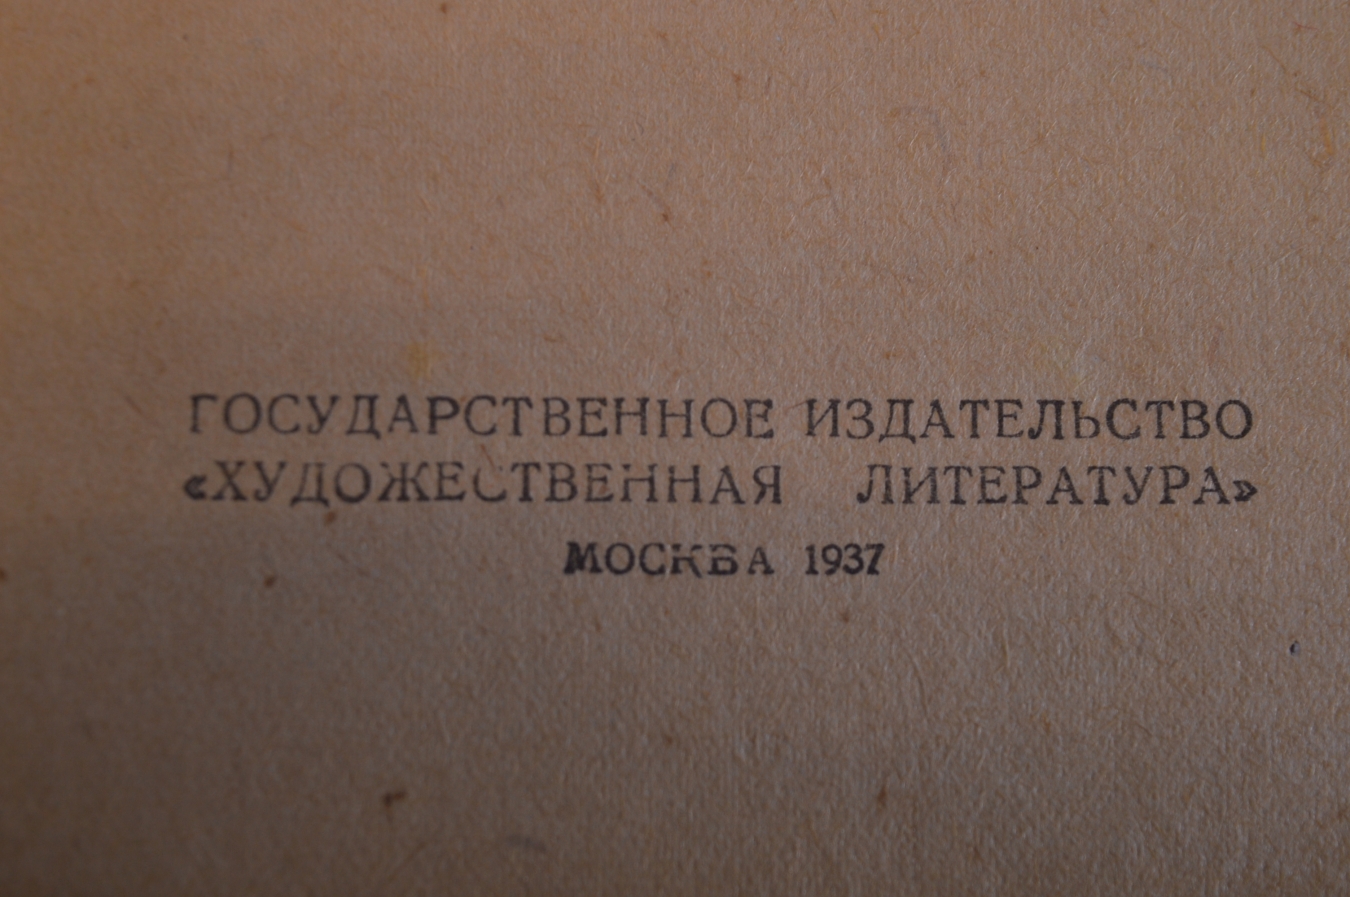 ГОСУДАРСТВЕННОЕ ИЗДАТЕЛЬСТВО
«ХУДОЖЕСТВЕННАЯ ЛИТЕРАТУРА»
МОСКВА 1937